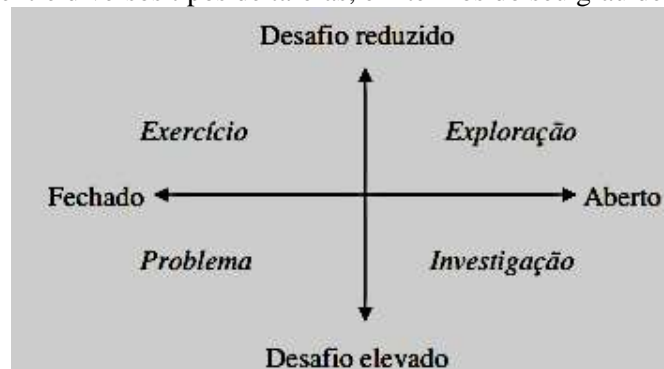 Desafio reduzido
Exercício Exploração
Fechado Aberto
Problema Investigação
Desafio elevado